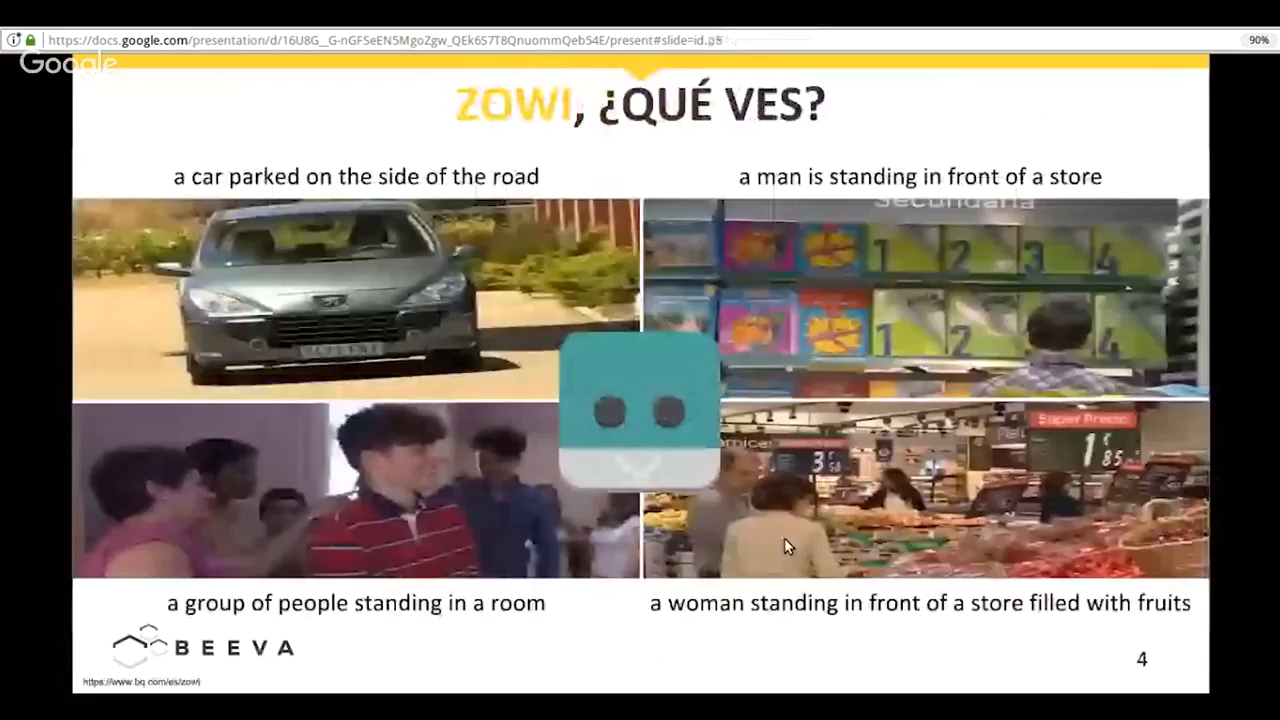 https://docs.google.com/presentation/d/16U8G__G-nGFSeEN5MgoZgw_QEk6S7T8QnuommQeb54E/present#slide=id.p8
90%
Google
ZOWI, ¿QUÉ VES?
a car parked on the side of the road
a man is standing in front of a store
Secundaria
1 2 3 4
1 2 4
Super Precio
3
1
85
a group of people standing in a room
a woman standing in front of a store filled with fruits
BEEVA
4
https://www.bq.com/es/zowi